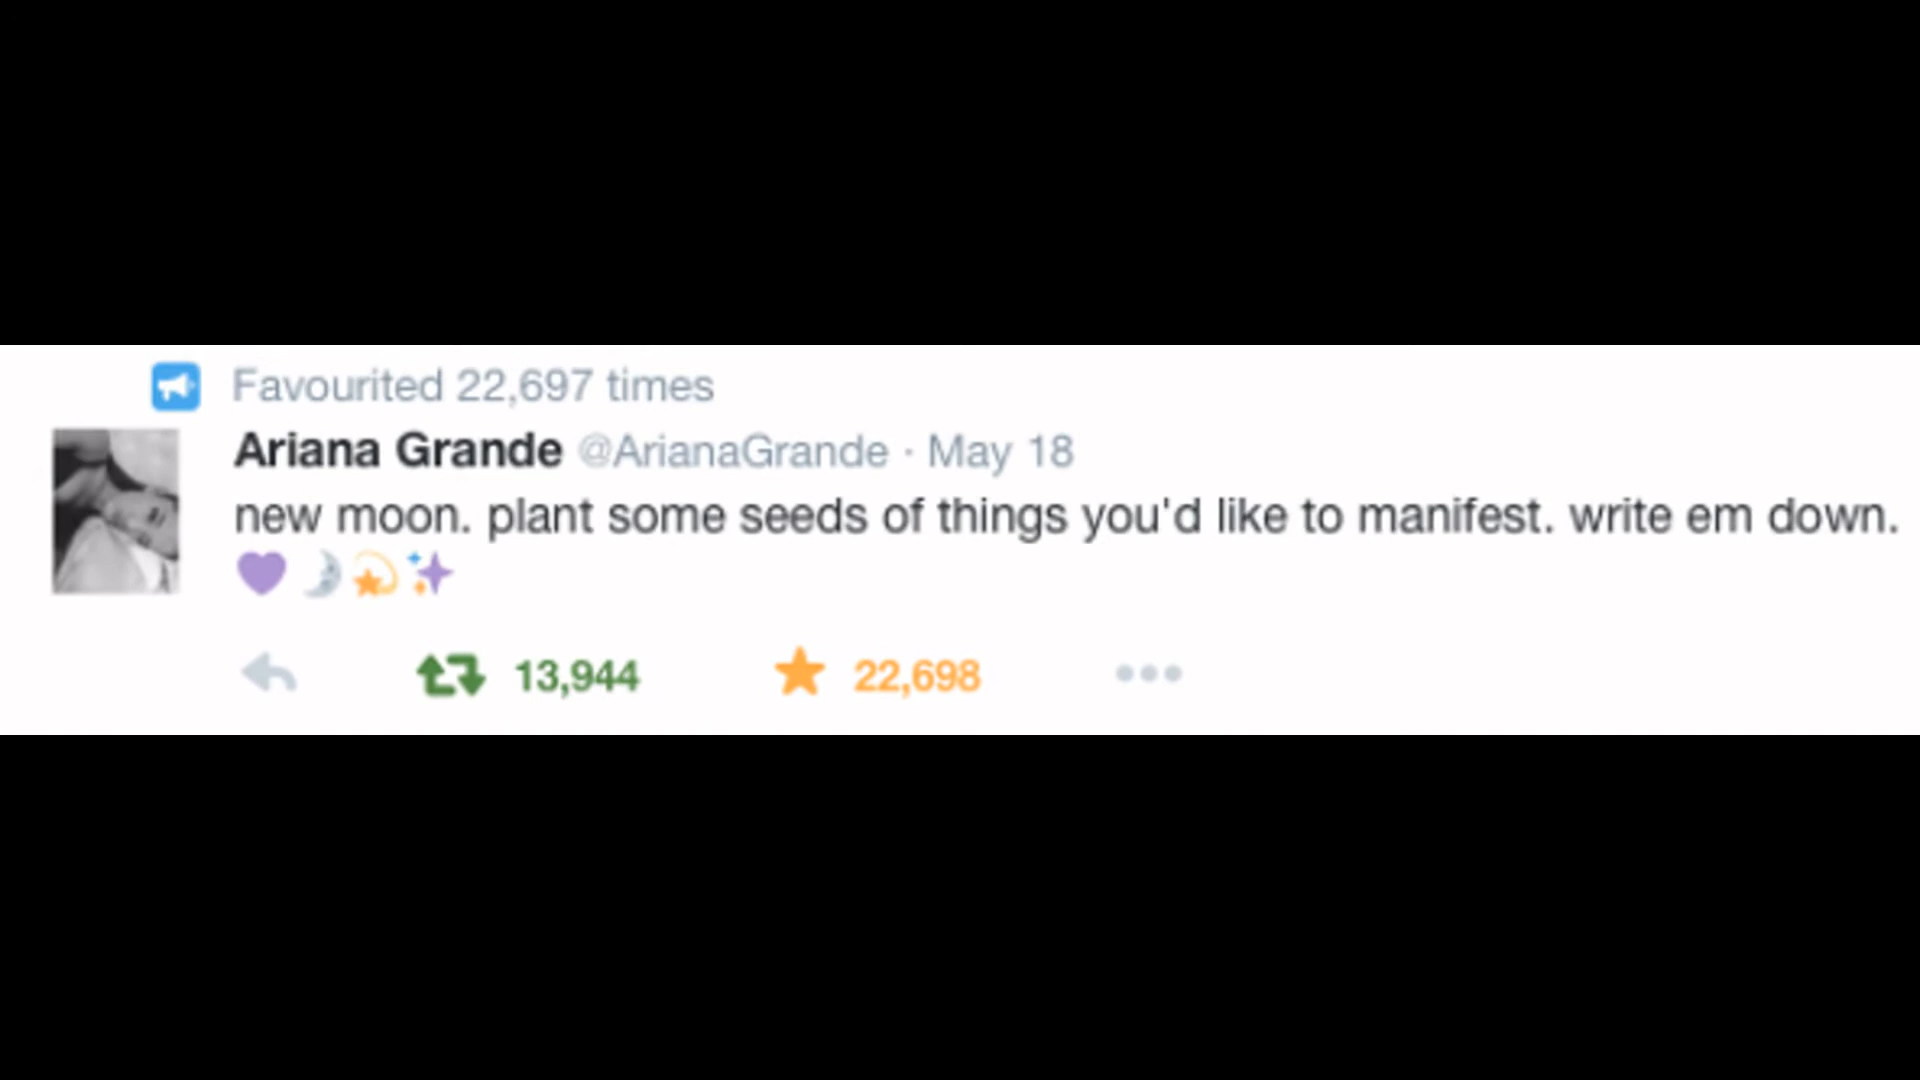 Favourited 22,697 times
Ariana Grande @ArianaGrande · May 18
new moon. plant some seeds of things you'd like to manifest. write em down.
💜 🌛💫✨
13,944 22,698